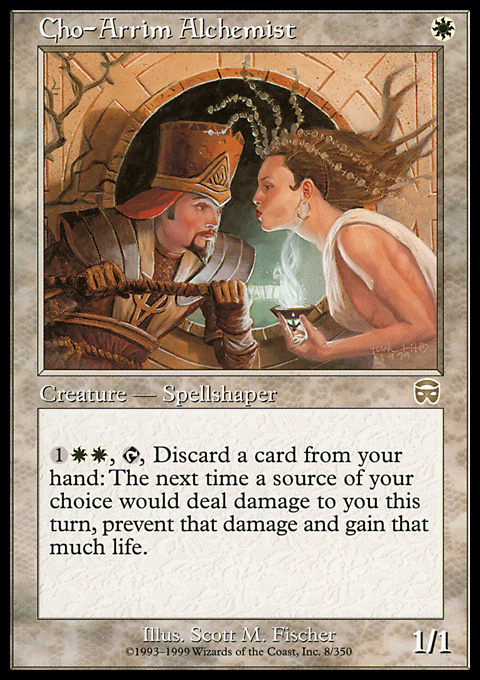 Cho-Arrim Alchemist
Creature — Spellshaper
1, Discard a card from your
hand: The next time a source of your
choice would deal damage to you this
turn, prevent that damage and gain that
much life.
Illus. Scott M. Fischer
1/1
©1993–1999 Wizards of the Coast, Inc. 8/350